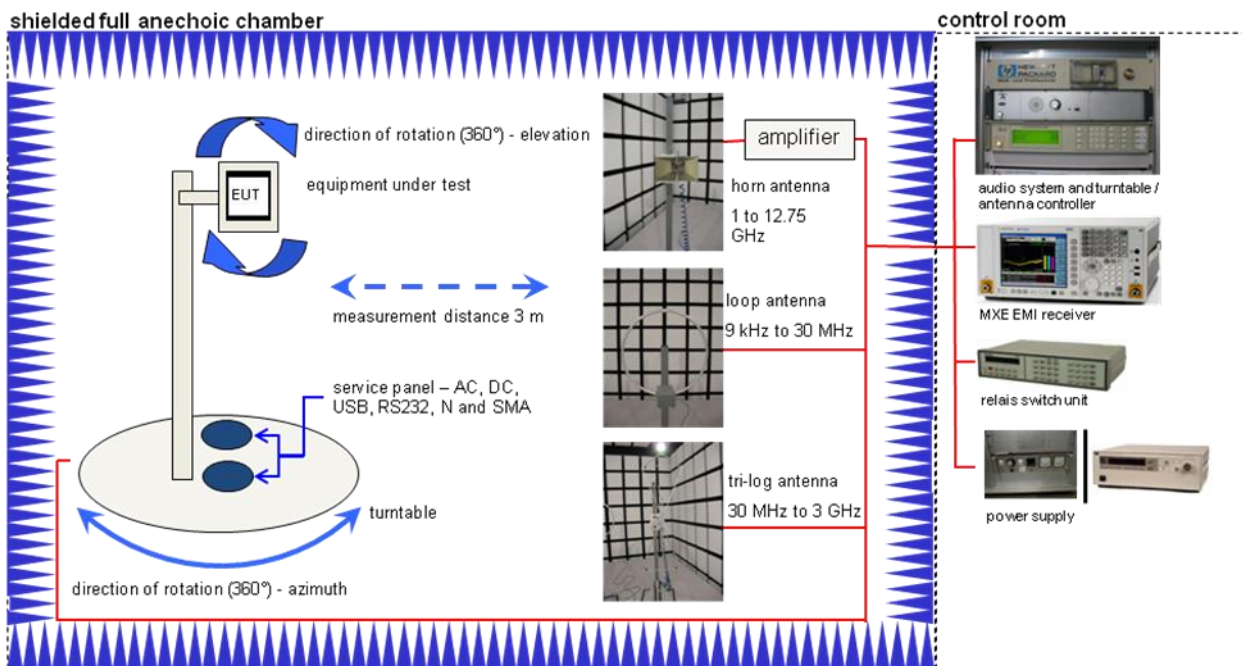 shielded full anechoic chamber
control room
direction of rotation (360°) - elevation
equipment under test
EUT
measurement distance 3 m
service panel – AC, DC,
USB, RS232, N and SMA
turntable
direction of rotation (360°) - azimuth
amplifier
horn antenna
1 to 12.75
GHz
loop antenna
9 kHz to 30 MHz
tri-log antenna
30 MHz to 3 GHz
HEWLETT
PACKARD
audio system and turntable /
antenna controller
MXE EMI receiver
relais switch unit
power supply